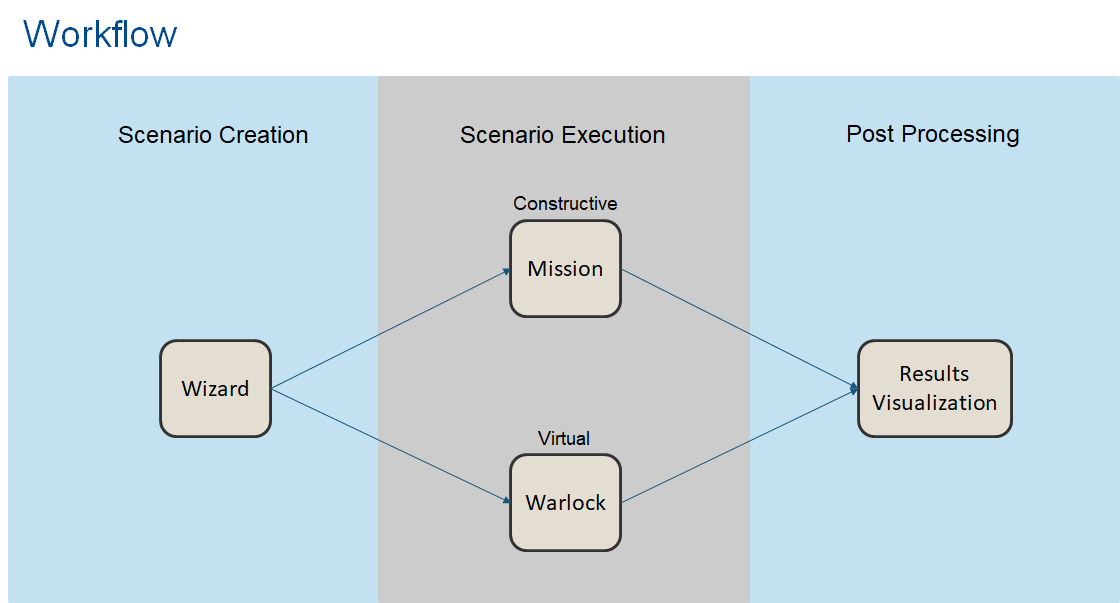 Workflow
Scenario Creation
Scenario Execution
Post Processing
Constructive
Mission
Wizard
Results
Visualization
Virtual
Warlock